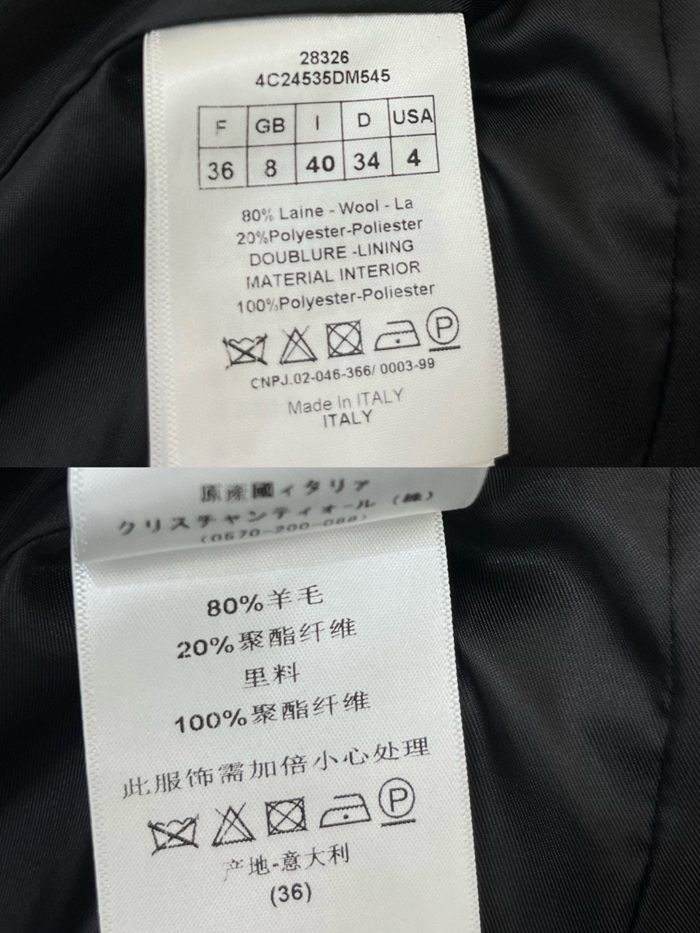 28326
4C24535DM545
F GB I D USA
36 8 40 34 4
80% Laine - Wool - La
20%Polyester-Poliester
DOUBLURE -LINING
MATERIAL INTERIOR
100%Polyester-Poliester
P
CNPJ.02-046-366/ 0003-99
Made In ITALY
ITALY
原産國イタリァ
クリスチャンディオール（株）
(0570-200-088)
80%羊毛
20%聚酯纤维
里料
100%聚酯纤维
此服饰需加倍小心处理
P
产地-意大利
(36)